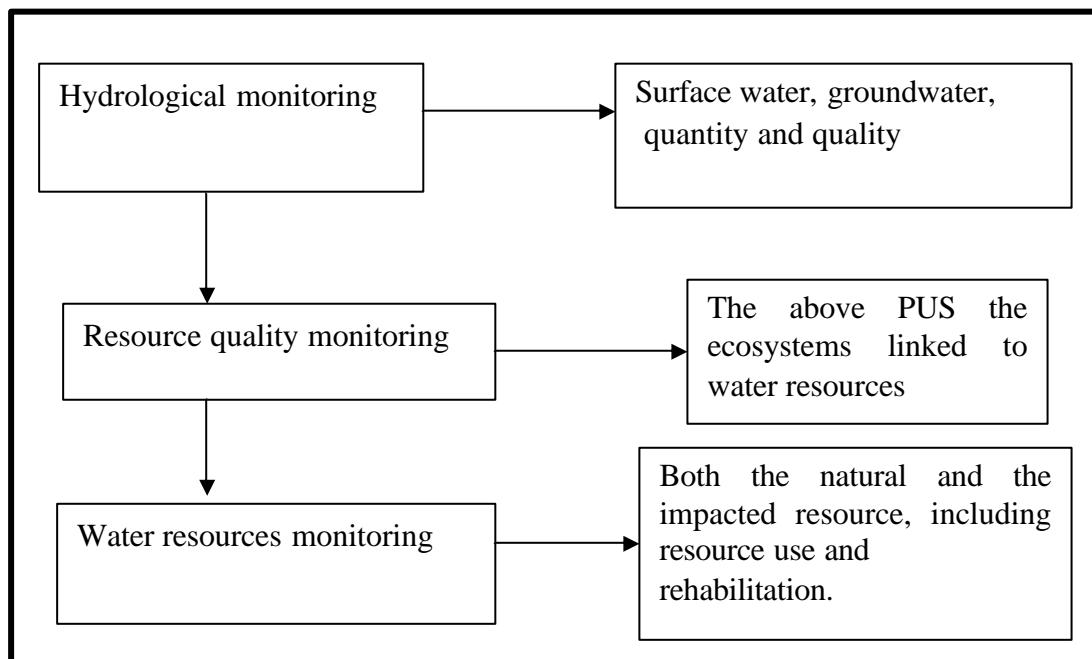 Hydrological monitoring
Surface water, groundwater,
quantity and quality
Resource quality monitoring
The above PUS the
ecosystems linked to
water resources
Water resources monitoring
Both the natural and the
impacted resource, including
resource use and
rehabilitation.